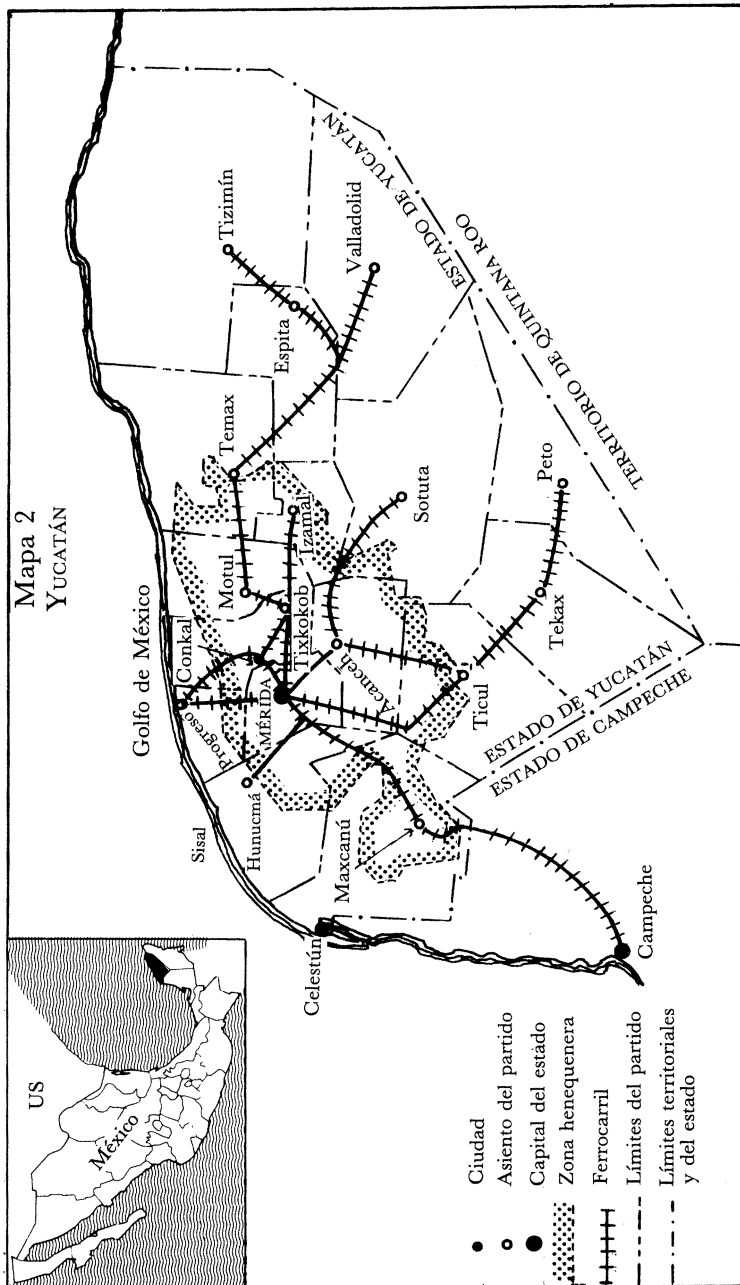 Mapa 2
YUCATÁN
US
México
Golfo de México
Sisal
Progreso
Conkal
Motul
Temax
Tizimín
Espita
Valladolid
Hunucmá
MÉRIDA
Tixkokob
Izamal
Celestún
Maxcanú
Acanceh
Sotuta
Ticul
Tekax
Peto
Campeche
ESTADO DE YUCATÁN
TERRITORIO DE QUINTANA ROO
ESTADO DE YUCATÁN
ESTADO DE CAMPECHE
Ciudad
Asiento del partido
Capital del estado
Zona henequenera
Ferrocarril
Límites del partido
Límites territoriales
y del estado